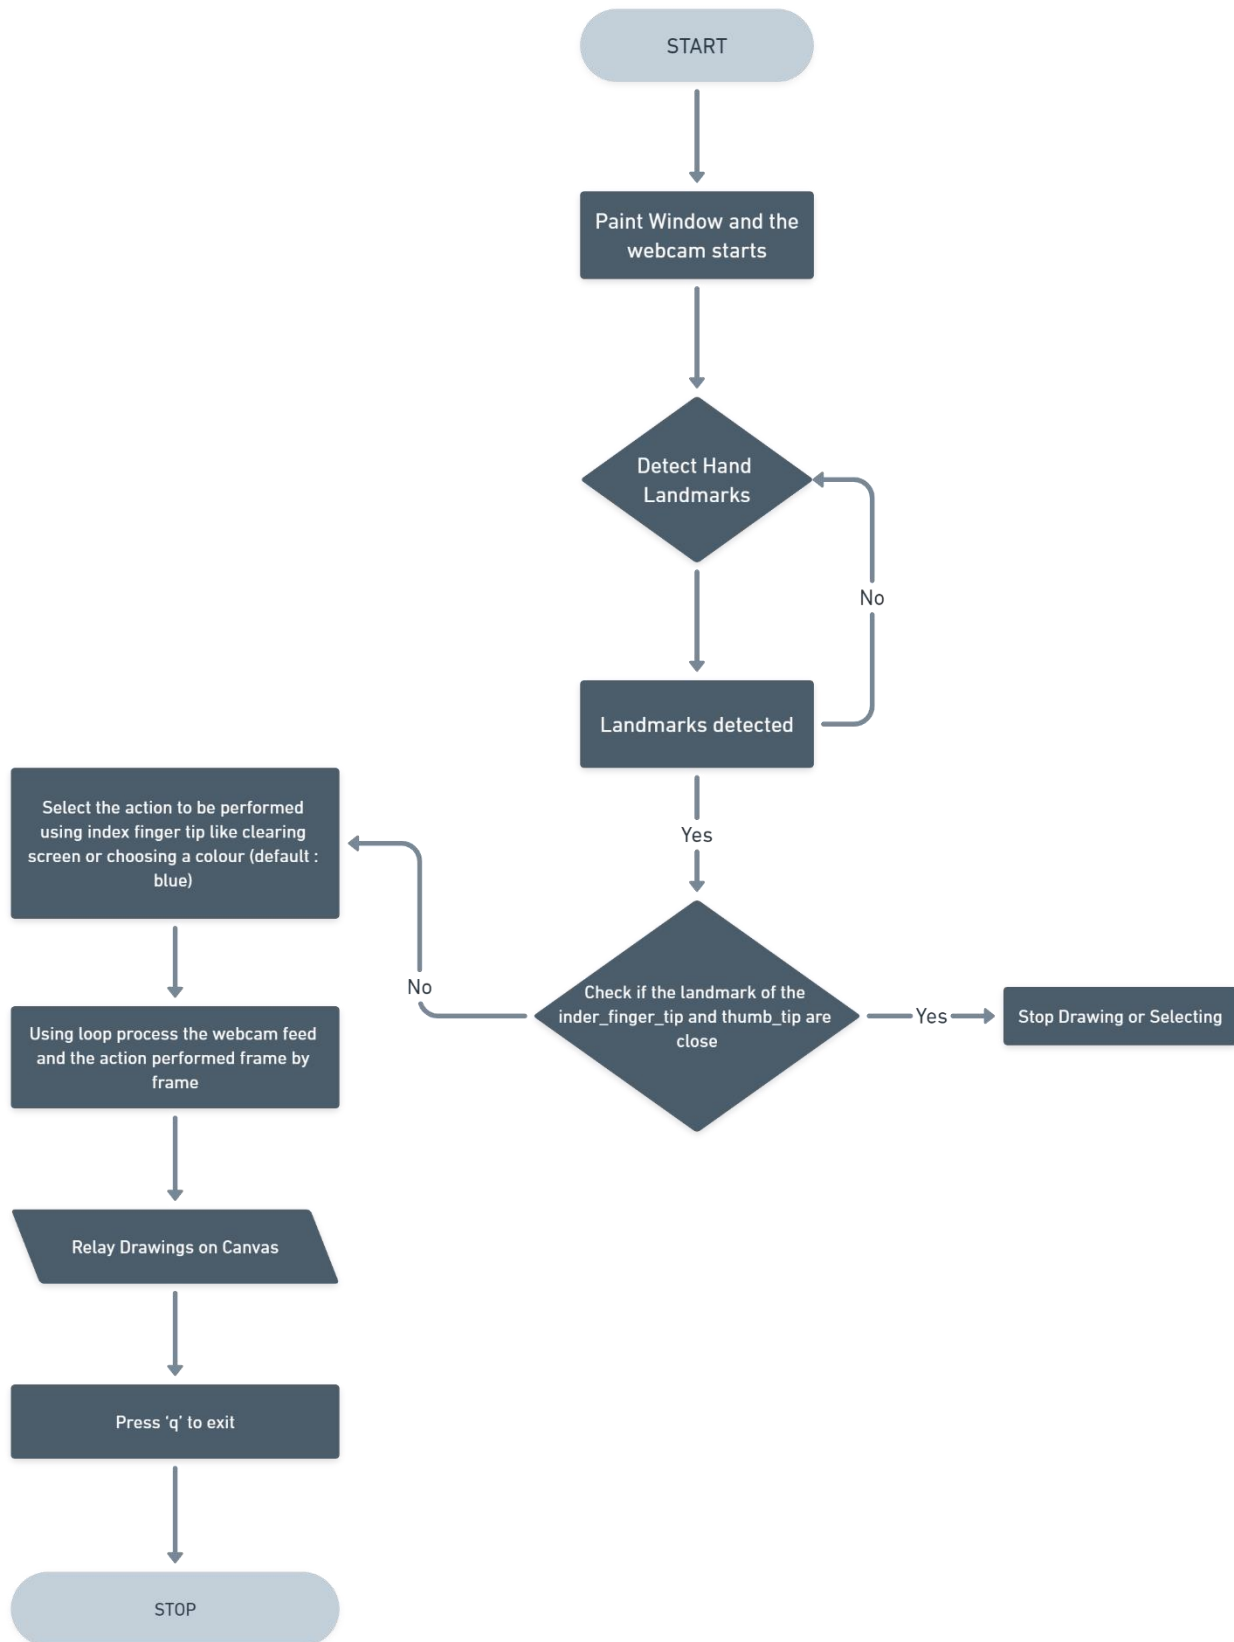 START
Paint Window and the
webcam starts
Detect Hand
Landmarks
No
Landmarks detected
Yes
Select the action to be performed
using index finger tip like clearing
screen or choosing a colour (default :
blue)
No
Check if the landmark of the
inder_finger_tip and thumb_tip are
close
Yes
Stop Drawing or Selecting
Using loop process the webcam feed
and the action performed frame by
frame
Relay Drawings on Canvas
Press ‘q’ to exit
STOP